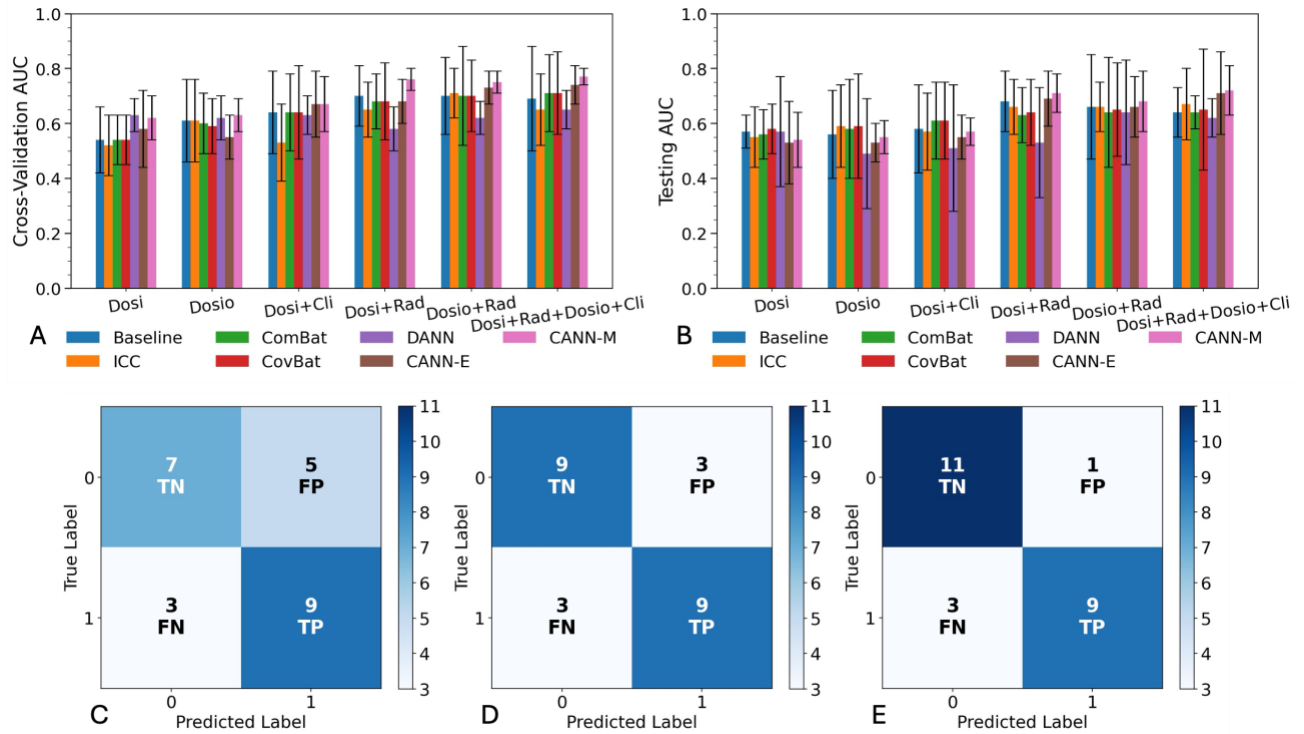 1.0
0.8
0.6
0.4
0.2
0.0
Cross-Validation AUC
Dosi
Dosio
Dosi+Cli
Dosi+Rad
Dosio+Rad
Dosi+Rad+Dosio+Cli
A
Baseline ComBat DANN CANN-M
ICC CovBat CANN-E
1.0
0.8
0.6
0.4
0.2
0.0
Testing AUC
Dosi
Dosio
Dosi+Cli
Dosi+Rad
Dosio+Rad
Dosi+Rad+Dosio+Cli
B
Baseline ComBat DANN CANN-M
ICC CovBat CANN-E
True Label
0
1
7
TN
5
FP
3
FN
9
TP
0 1
Predicted Label
C
11
10
9
8
7
6
5
4
3
True Label
0
1
9
TN
3
FP
3
FN
9
TP
0 1
Predicted Label
D
11
10
9
8
7
6
5
4
3
True Label
0
1
11
TN
1
FP
3
FN
9
TP
0 1
Predicted Label
E
11
10
9
8
7
6
5
4
3